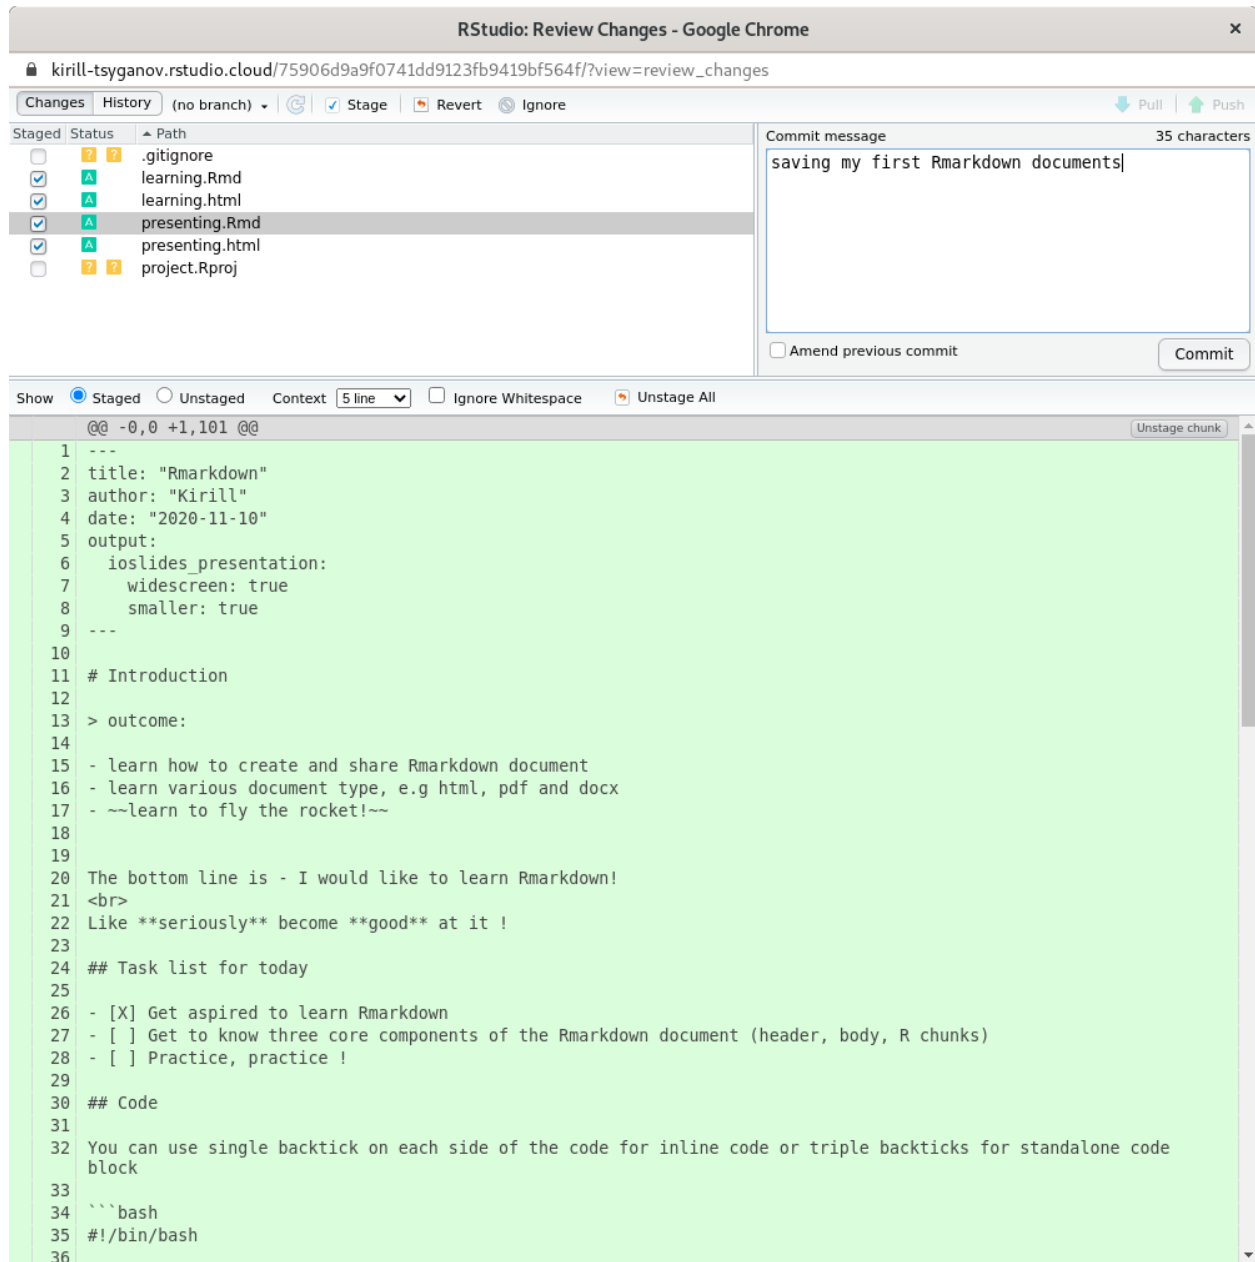 RStudio: Review Changes - Google Chrome ×
kirill-tsyganov.rstudio.cloud/75906d9a9f0741dd9123fb9419bf564f/?view=review_changes
Changes History (no branch) Stage Revert Ignore Pull Push
Staged Status Path
? ? .gitignore
A learning.Rmd
A learning.html
A presenting.Rmd
A presenting.html
? ? project.Rproj
Commit message 35 characters
saving my first Rmarkdown documents
Amend previous commit Commit
Show Staged Unstaged Context 5 line Ignore Whitespace Unstage All
@@ -0,0 +1,101 @@ Unstage chunk
1 ---
2 title: "Rmarkdown"
3 author: "Kirill"
4 date: "2020-11-10"
5 output:
6   ioslides_presentation:
7     widescreen: true
8     smaller: true
9 ---
10
11 # Introduction
12
13 > outcome:
14
15 - learn how to create and share Rmarkdown document
16 - learn various document type, e.g html, pdf and docx
17 - ~~learn to fly the rocket!~~
18
19
20 The bottom line is - I would like to learn Rmarkdown!
21 <br>
22 Like **seriously** become **good** at it !
23
24 ## Task list for today
25
26 - [X] Get aspired to learn Rmarkdown
27 - [ ] Get to know three core components of the Rmarkdown document (header, body, R chunks)
28 - [ ] Practice, practice !
29
30 ## Code
31
32 You can use single backtick on each side of the code for inline code or triple backticks for standalone code
block
33
34 ```bash
35 #!/bin/bash
36